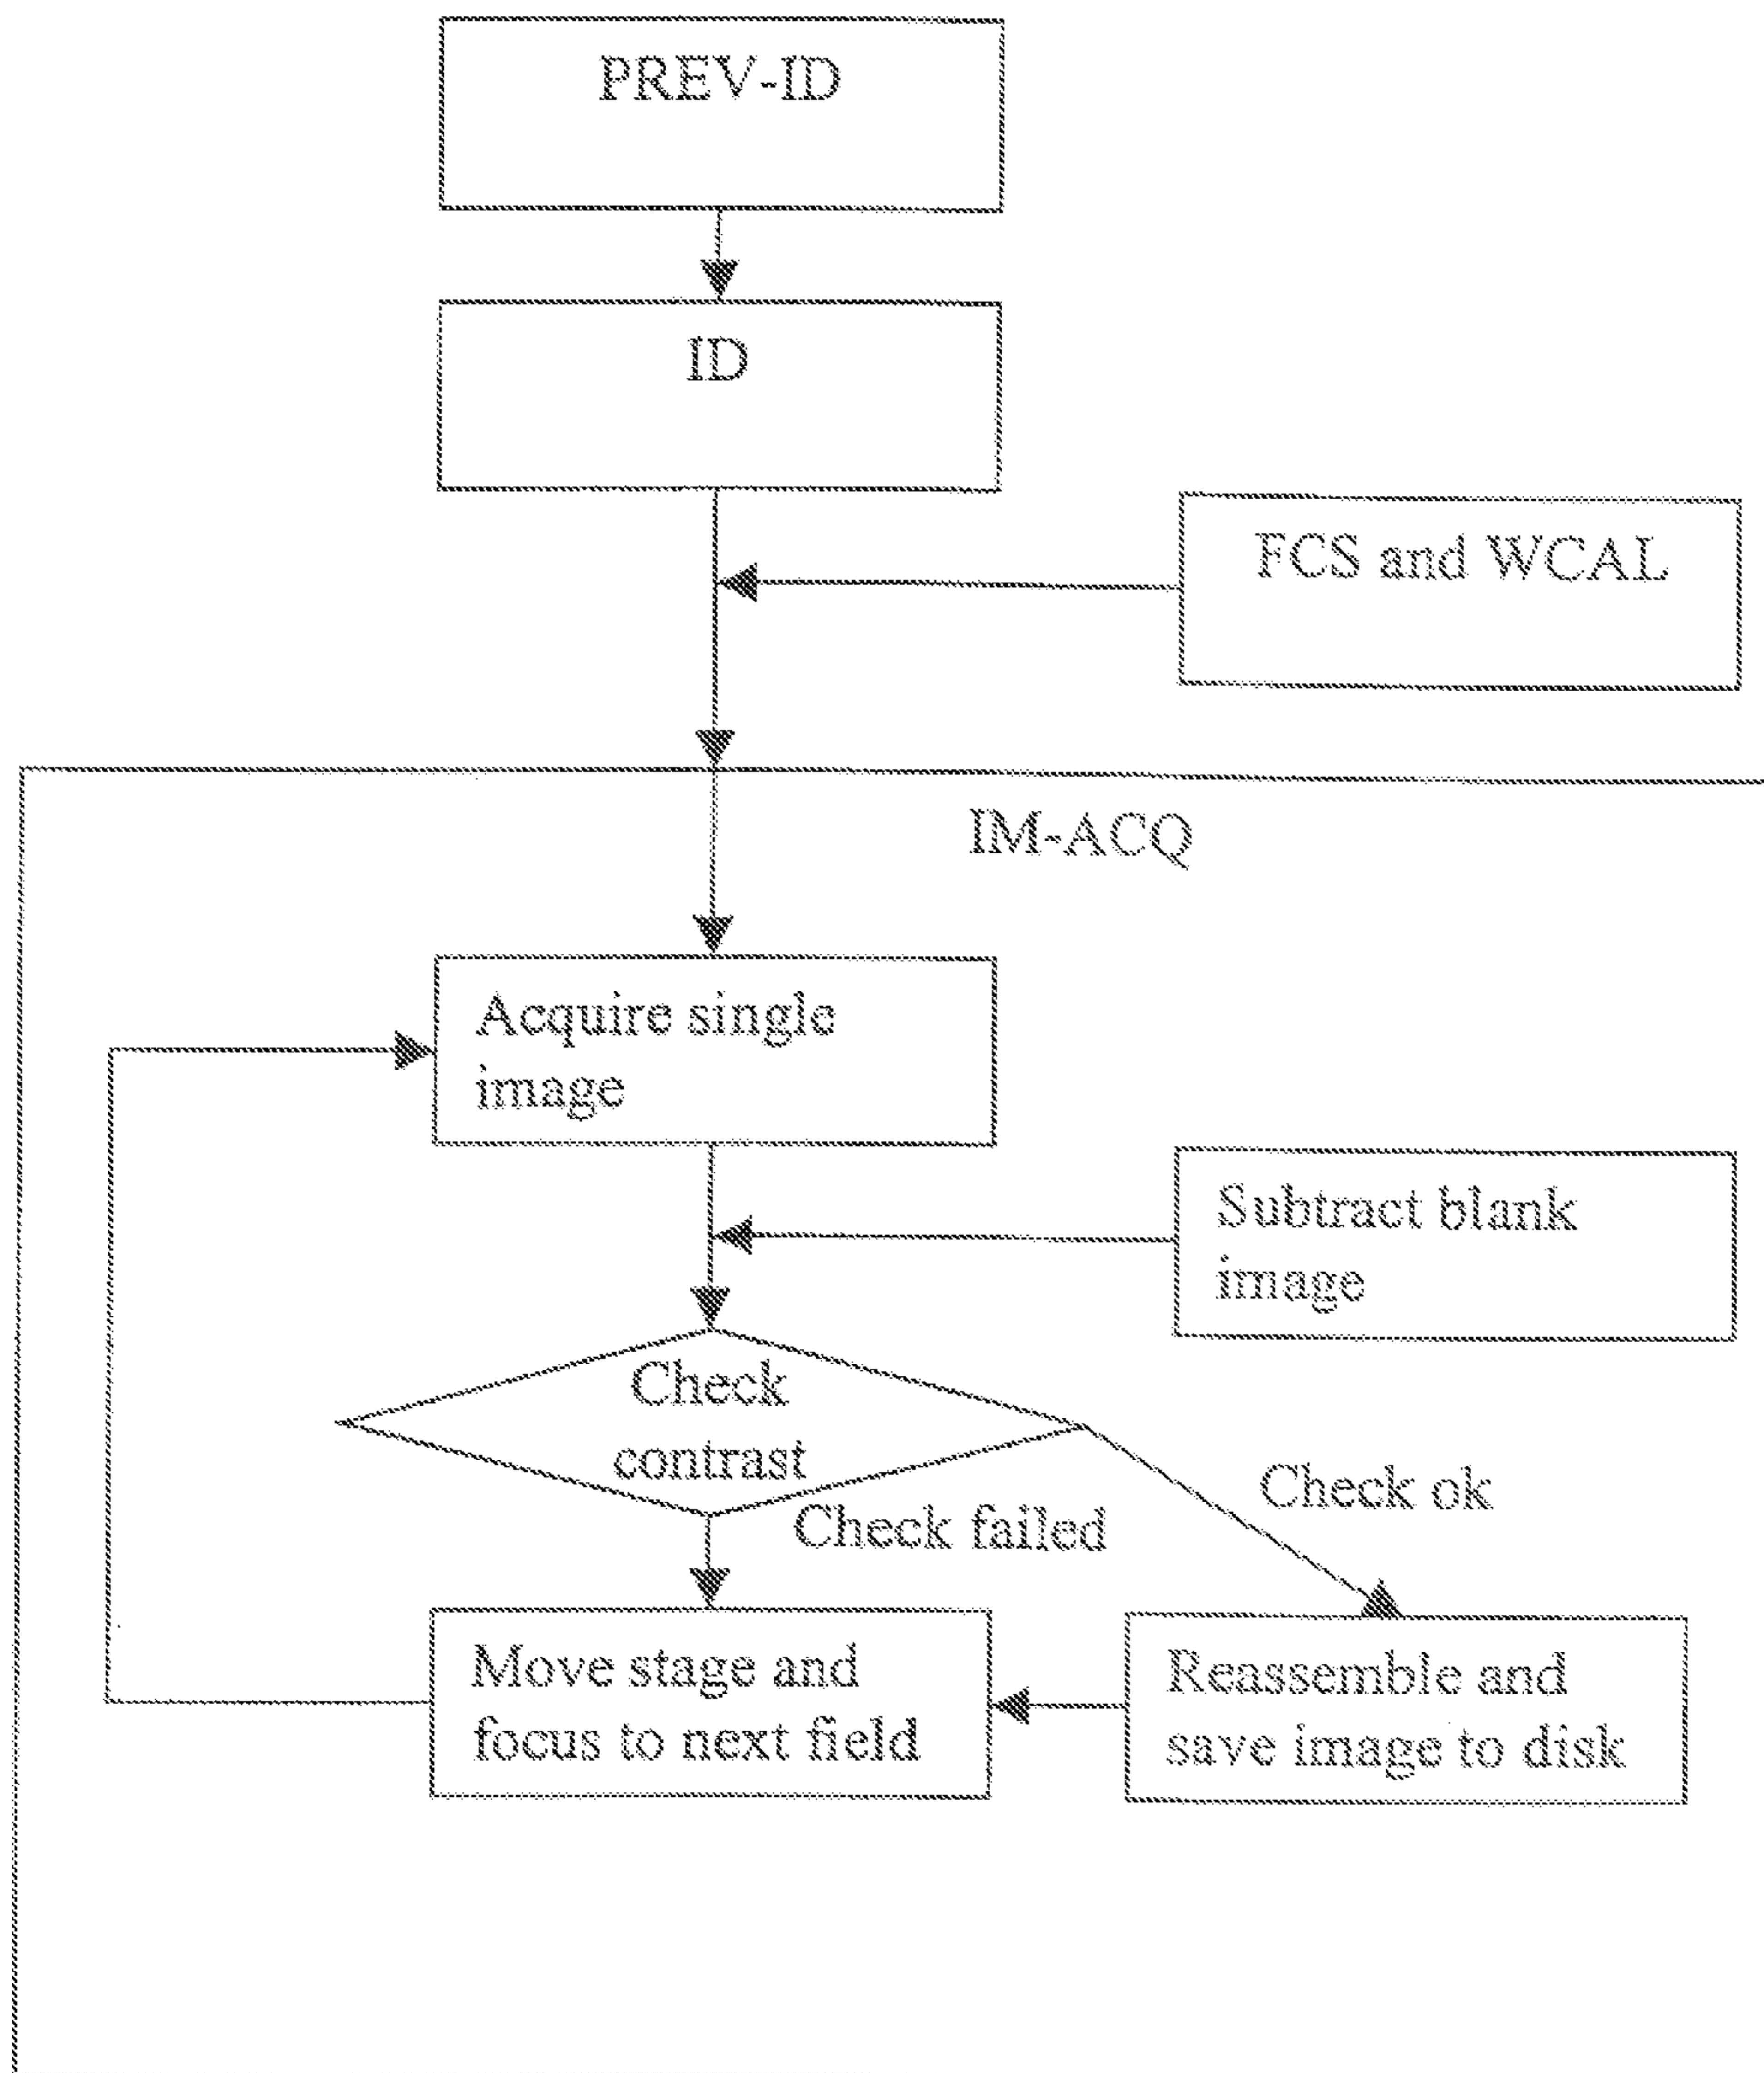 PREV-ID
ID
FCS and WCAL
IM-ACQ
Acquire single
image
Subtract blank
image
Check
contrast
Check ok
Check failed
Move stage and
focus to next field
Reassemble and
save image to disk